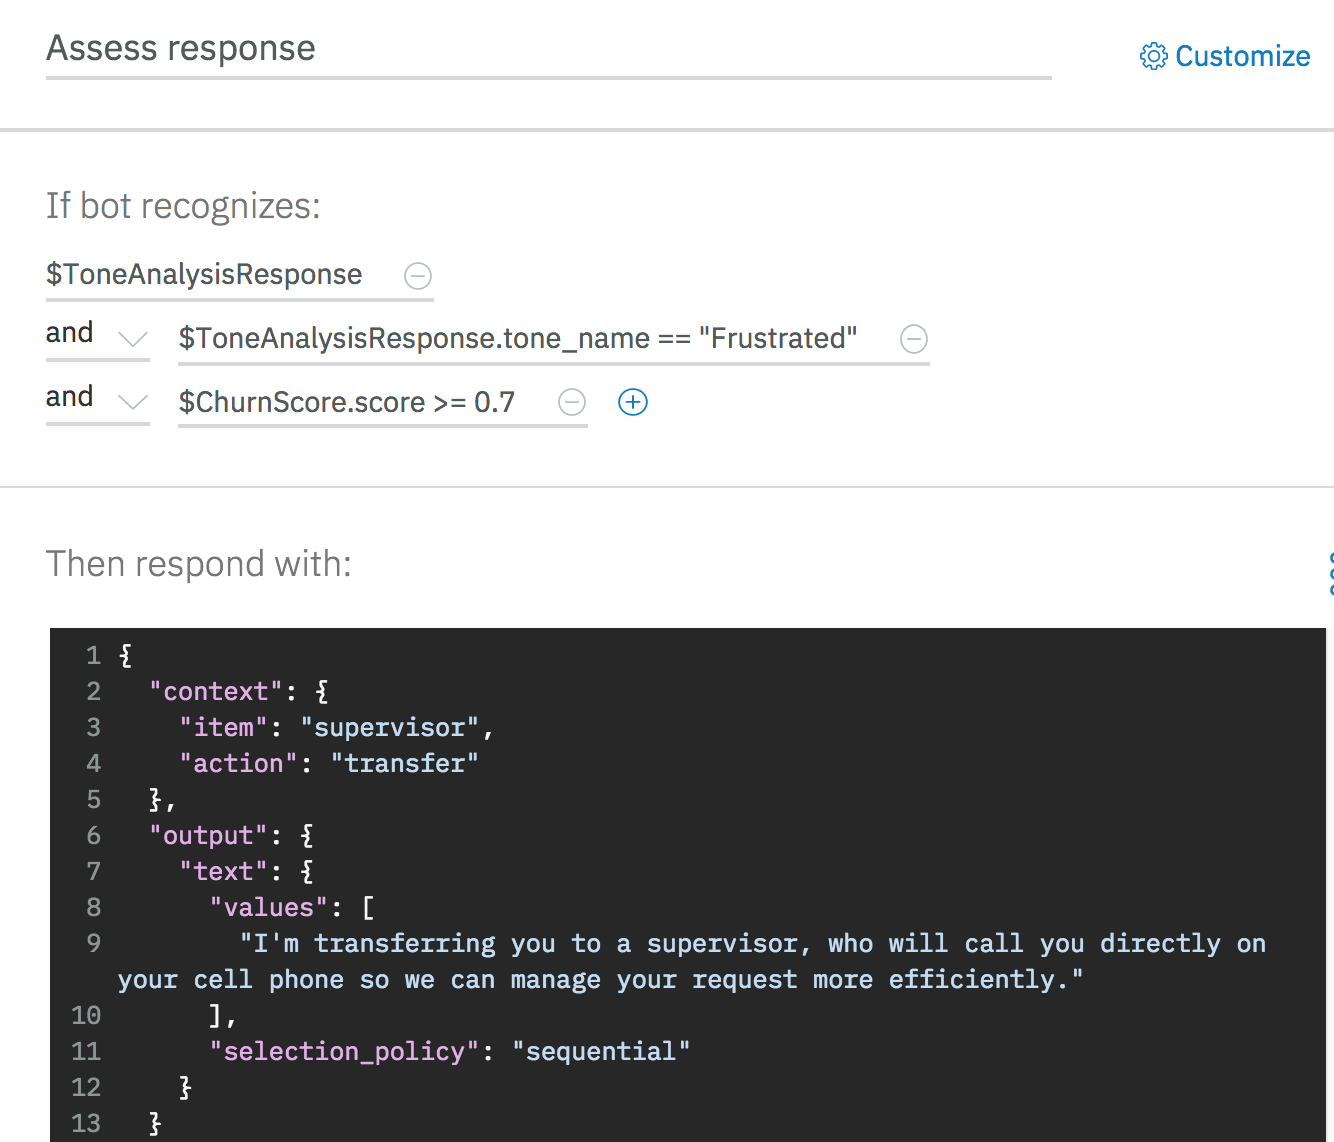 Assess response
Customize
If bot recognizes:
$ToneAnalysisResponse
and $ToneAnalysisResponse.tone_name == "Frustrated"
and $ChurnScore.score >= 0.7
Then respond with:
1 {
2   "context": {
3     "item": "supervisor",
4     "action": "transfer"
5   },
6   "output": {
7     "text": {
8       "values": [
9         "I'm transferring you to a supervisor, who will call you directly on
your cell phone so we can manage your request more efficiently."
10       ],
11       "selection_policy": "sequential"
12     }
13   }